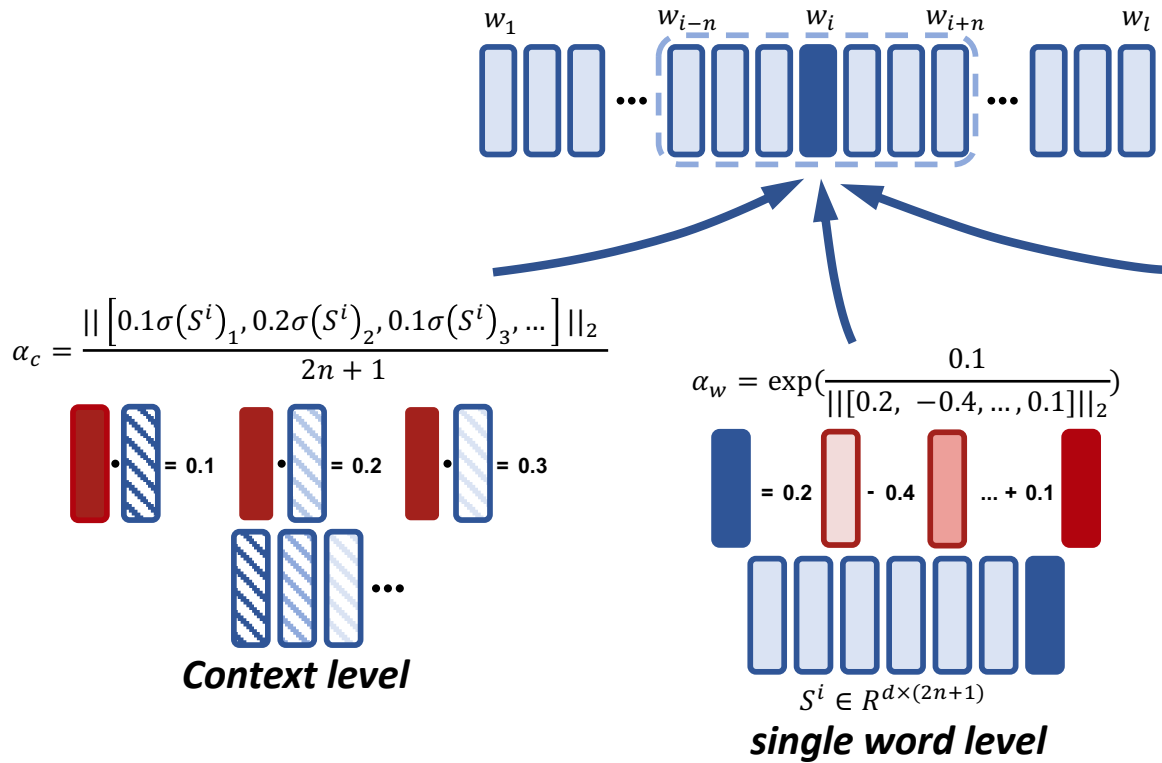 w_1 w_{i-n} w_i w_{i+n} w_l
... ...
α_c = || [0.1σ(S^i)_1, 0.2σ(S^i)_2, 0.1σ(S^i)_3, …] ||_2 / 2n + 1
α_w = exp(0.1 / ||[0.2, −0.4, … , 0.1]||_2)
· = 0.1 · = 0.2 · = 0.3
= 0.2 - 0.4 ... + 0.1
...
Context level
S^i ∈ R^{d×(2n+1)}
single word level